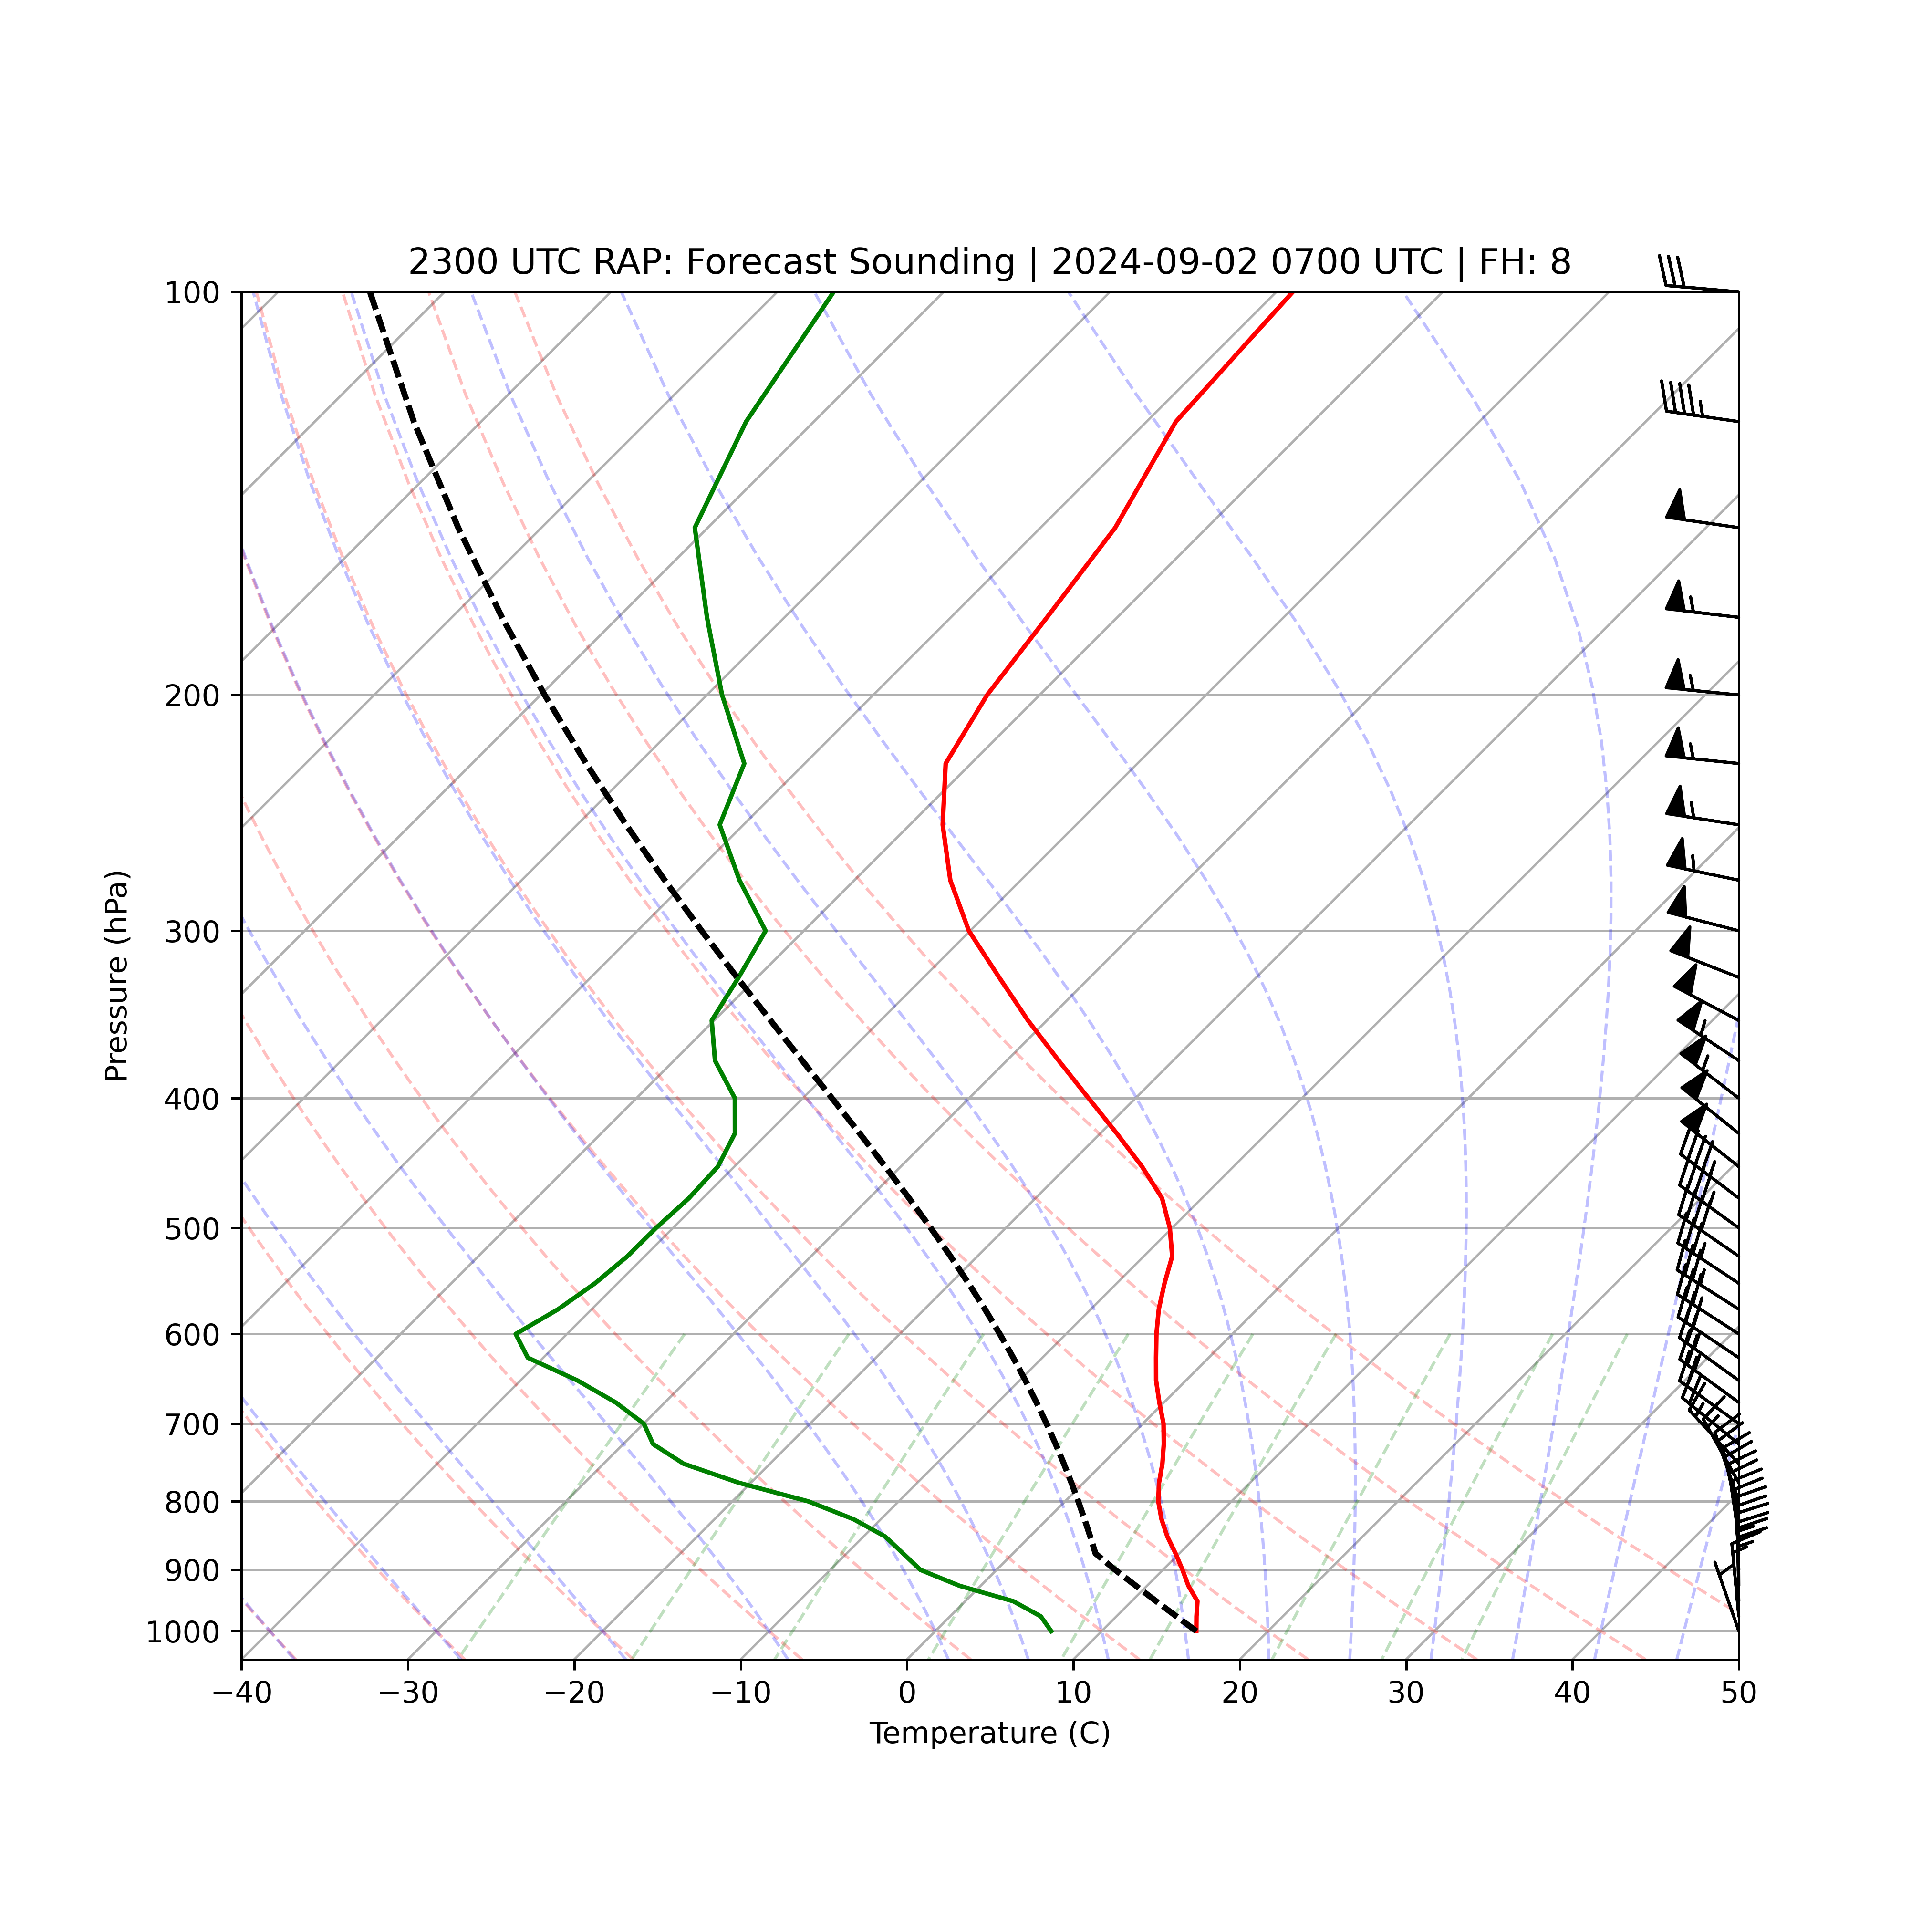 2300 UTC RAP: Forecast Sounding | 2024-09-02 0700 UTC | FH: 8
100
200
300
400
500
600
700
800
900
1000
Pressure (hPa)
−40 −30 −20 −10 0 10 20 30 40 50
Temperature (C)